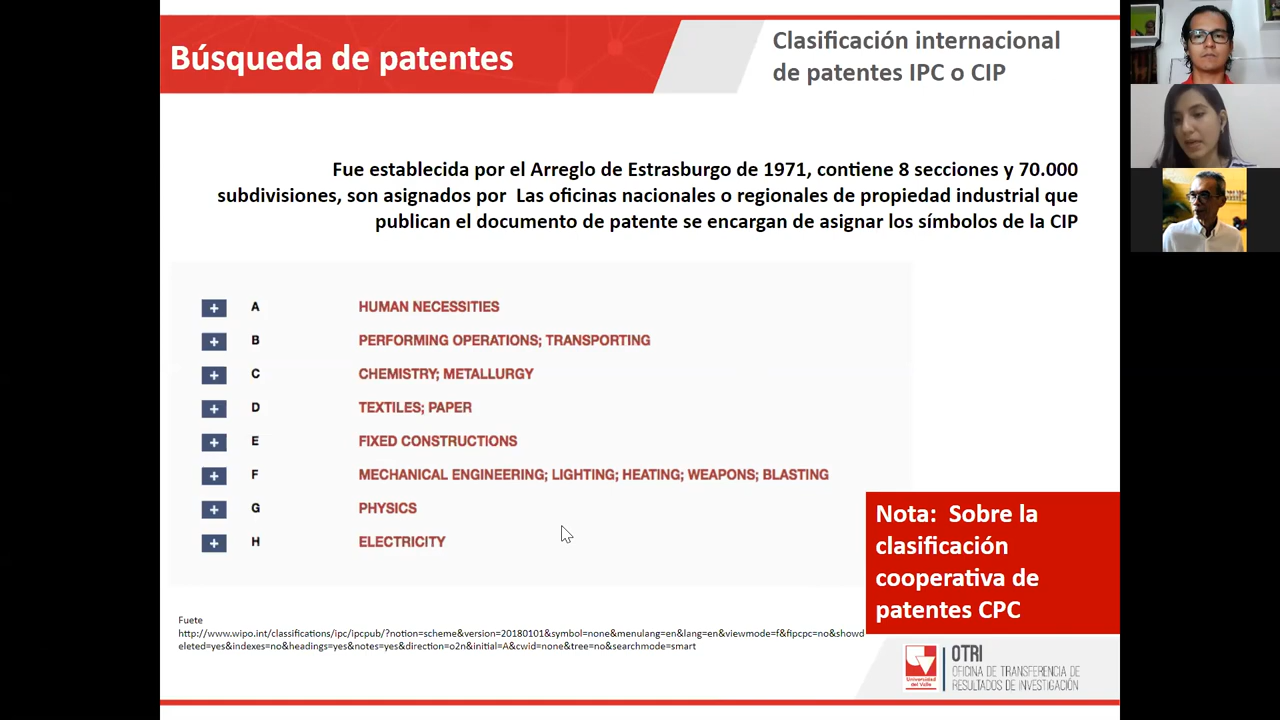 Búsqueda de patentes
Clasificación internacional
de patentes IPC o CIP
Fue establecida por el Arreglo de Estrasburgo de 1971, contiene 8 secciones y 70.000
subdivisiones, son asignados por Las oficinas nacionales o regionales de propiedad industrial que
publican el documento de patente se encargan de asignar los símbolos de la CIP
+ A HUMAN NECESSITIES
+ B PERFORMING OPERATIONS; TRANSPORTING
+ C CHEMISTRY; METALLURGY
+ D TEXTILES; PAPER
+ E FIXED CONSTRUCTIONS
+ F MECHANICAL ENGINEERING; LIGHTING; HEATING; WEAPONS; BLASTING
+ G PHYSICS
+ H ELECTRICITY
Nota: Sobre la
clasificación
cooperativa de
patentes CPC
Fuete
http://www.wipo.int/classifications/ipc/ipcpub/?notion=scheme&version=20180101&symbol=none&menulang=en&lang=en&viewmode=f&fipcpc=no&showd
eleted=yes&indexes=no&headings=yes&notes=yes&direction=o2n&initial=A&cwid=none&tree=no&searchmode=smart
Universidad
del Valle
OTRI
OFICINA DE TRANSFERENCIA DE
RESULTADOS DE INVESTIGACIÓN